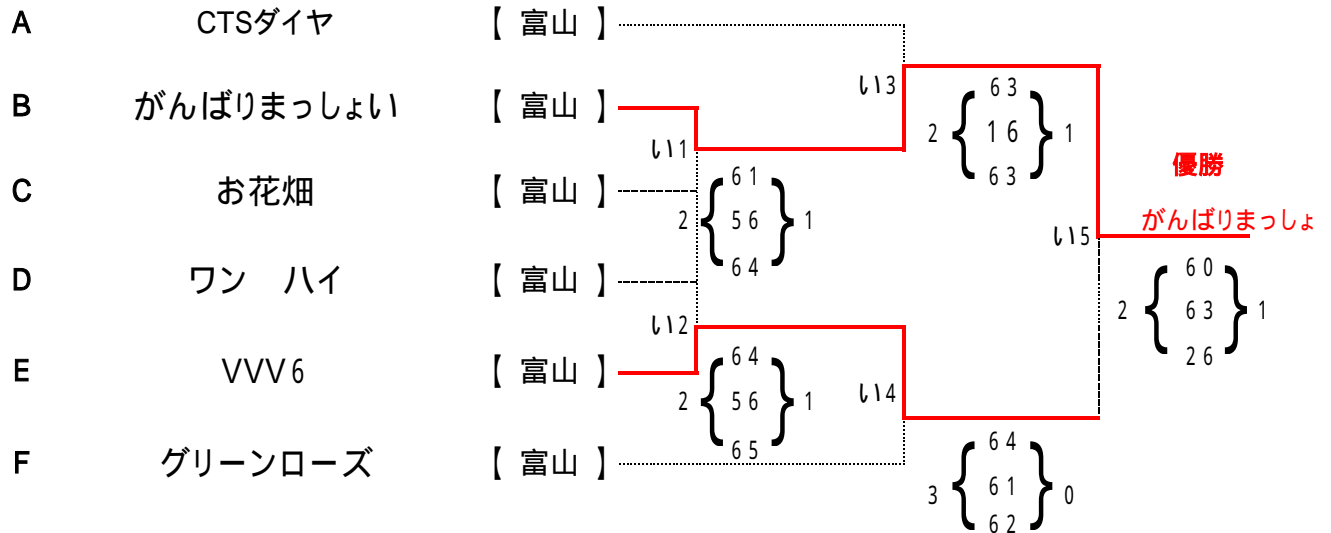 A CTSダイヤ 【 富山 】
い3
6 3
B がんばりまっしょい 【 富山 】
2 { 1 6 } 1
い1
6 3
優勝
C お花畑 【 富山 】
6 1
2 { 5 6 } 1
6 4
がんばりまっしょ
い5
D ワン ハイ 【 富山 】
6 0
2 { 6 3 } 1
2 6
い2
E VVV6 【 富山 】
6 4
2 { 5 6 } 1
6 5
い4
F グリーンローズ 【 富山 】
6 4
3 { 6 1 } 0
6 2